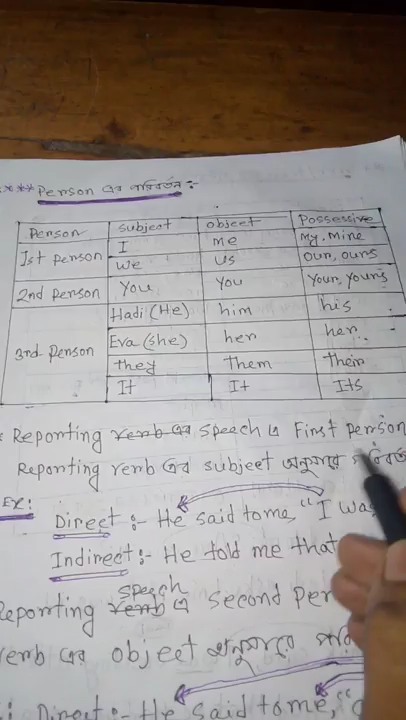 *** Person এর পরিবর্তন :-
Person subject object Possessive
1st person I me My, mine
We us our, ours
2nd person You You Your, yours
3rd person Hadi (He) him his
Eva (she) her her
they Them Their
It It Its
Reporting speech এ First person
Reporting verb এর subject অনুসারে
Ex:
Direct :- He said to me, "I was
Indirect :- He told me that
speech
Reporting verb এ second per
verb এর object অনুসারে পরি
Direct :- He said to me, "